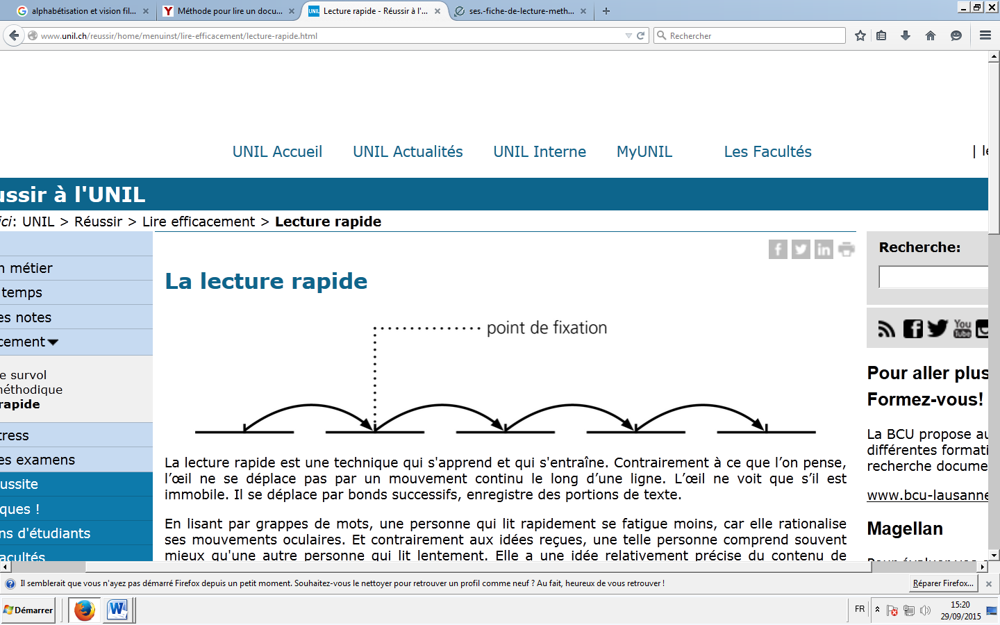 alphabétisation et vision fil...
Méthode pour lire un docu...
UNIL
Lecture rapide - Réussir à l'...
ses.-fiche-de-lecture-meth...
www.unil.ch/reussir/home/menuinst/lire-efficacement/lecture-rapide.html
Rechercher
UNIL Accueil
UNIL Actualités
UNIL Interne
MyUNIL
Les Facultés
| le
ussir à l'UNIL
ici: UNIL > Réussir > Lire efficacement > Lecture rapide
n métier
temps
es notes
cement
e survol
néthodique
rapide
tress
es examens
ussite
ques !
ns d'étudiants
acultés
La lecture rapide
point de fixation
La lecture rapide est une technique qui s'apprend et qui s'entraîne. Contrairement à ce que l’on pense,
l’œil ne se déplace pas par un mouvement continu le long d’une ligne. L’œil ne voit que s’il est
immobile. Il se déplace par bonds successifs, enregistre des portions de texte.
En lisant par grappes de mots, une personne qui lit rapidement se fatigue moins, car elle rationalise
ses mouvements oculaires. Et contrairement aux idées reçues, une telle personne comprend souvent
mieux qu'une autre personne qui lit lentement. Elle a une idée relativement précise du contenu de
Recherche:
You
Tube
Pour aller plus
Formez-vous!
La BCU propose au
différentes formati
recherche docume
www.bcu-lausanne
Magellan
Il semblerait que vous n'ayez pas démarré Firefox depuis un petit moment. Souhaitez-vous le nettoyer pour retrouver un profil comme neuf ? Au fait, heureux de vous retrouver !
Réparer Firefox...
Démarrer
FR
15:20
29/09/2015